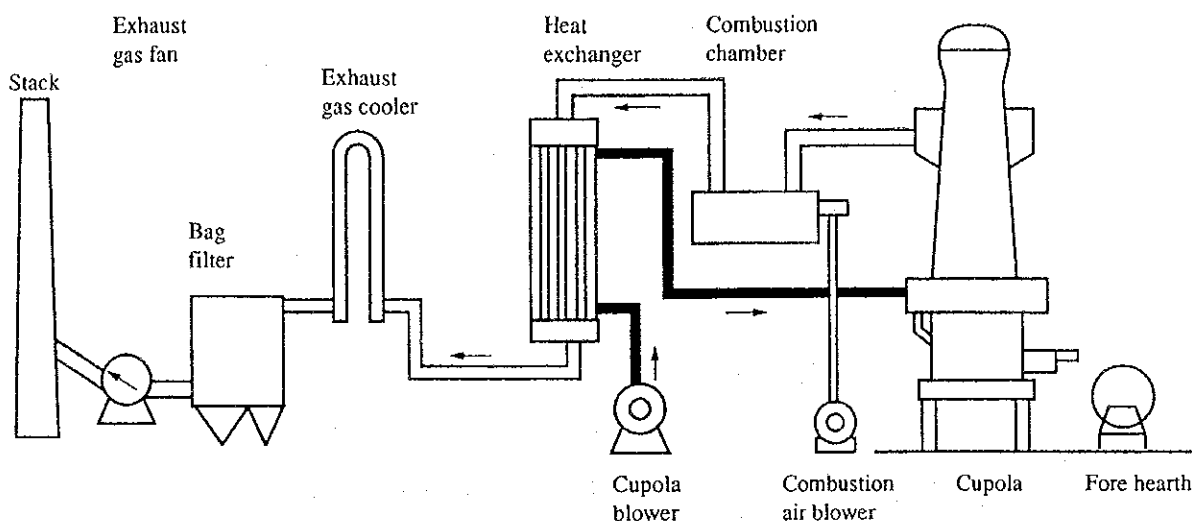 Exhaust
gas fan
Heat
exchanger
Combustion
chamber
Stack
Exhaust
gas cooler
Bag
filter
Cupola
blower
Combustion
air blower
Cupola
Fore hearth